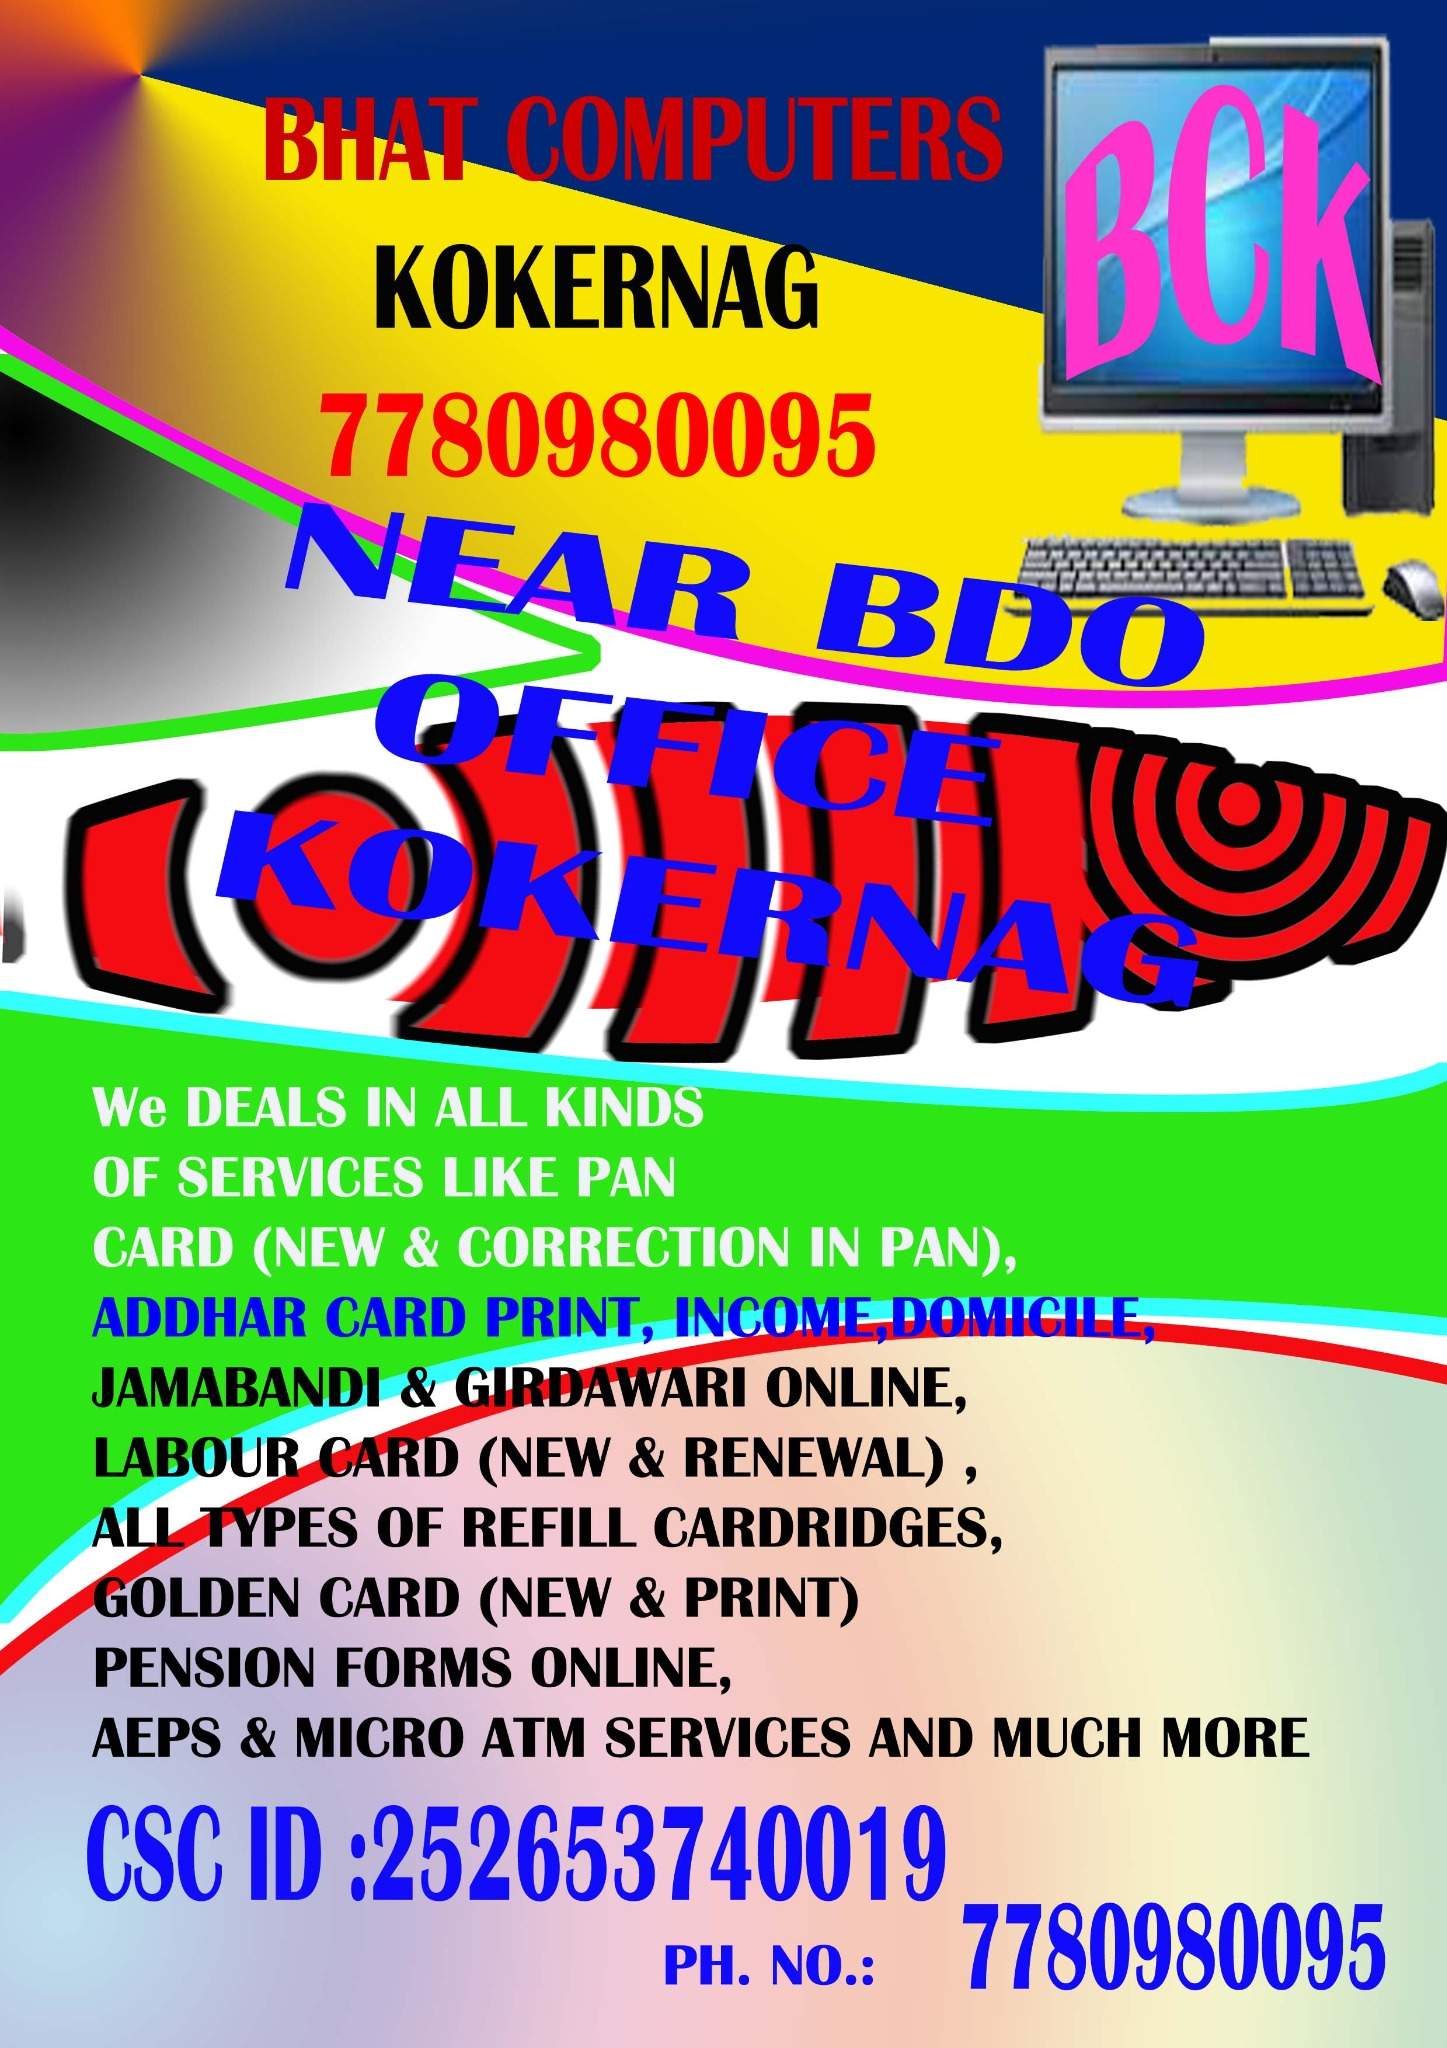 BHAT COMPUTERS
BCK
KOKERNAG
7780980095
NEAR BDO
OFFICE
KOKERNAG
We DEALS IN ALL KINDS
OF SERVICES LIKE PAN
CARD (NEW & CORRECTION IN PAN),
ADDHAR CARD PRINT, INCOME,DOMICILE,
JAMABANDI & GIRDAWARI ONLINE,
LABOUR CARD (NEW & RENEWAL) ,
ALL TYPES OF REFILL CARDRIDGES,
GOLDEN CARD (NEW & PRINT)
PENSION FORMS ONLINE,
AEPS & MICRO ATM SERVICES AND MUCH MORE
CSC ID :252653740019
PH. NO.: 7780980095